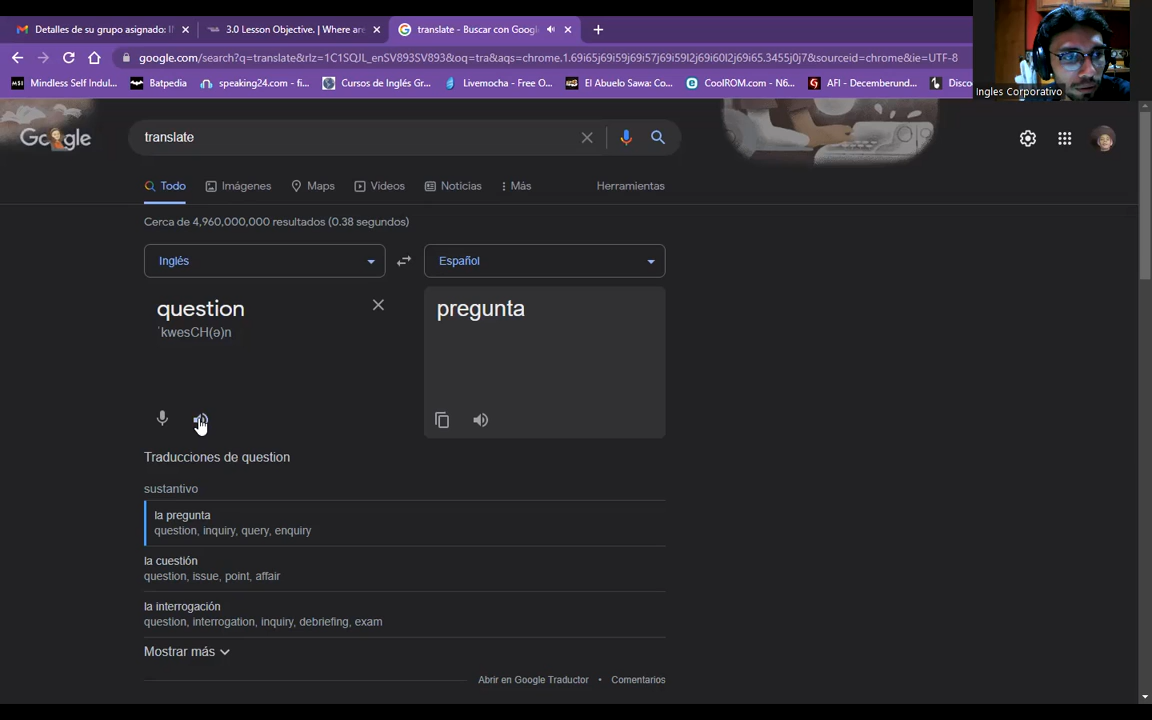 Detalles de su grupo asignado: II
3.0 Lesson Objective. | Where are
translate - Buscar con Googl
google.com/search?q=translate&rlz=1C1SQJL_enSV893SV893&oq=tra&aqs=chrome.1.69i65j69i59j69i57j69i59l2j69i60l2j69i65.3455j0j7&sourceid=chrome&ie=UTF-8
Mindless Self Indul...
Batpedia
speaking24.com - fi...
Cursos de Inglés Gr...
Livemocha - Free O...
El Abuelo Sawa: Co...
CoolROM.com - N6...
AFI - Decemberund...
Disco
Ingles Corporativo
Google
translate
Todo
Imágenes
Maps
Videos
Noticias
Más
Herramientas
Cerca de 4,960,000,000 resultados (0.38 segundos)
Inglés
Español
question
ˈkwesCH(ə)n
pregunta
Traducciones de question
sustantivo
la pregunta
question, inquiry, query, enquiry
la cuestión
question, issue, point, affair
la interrogación
question, interrogation, inquiry, debriefing, exam
Mostrar más
Abrir en Google Traductor • Comentarios